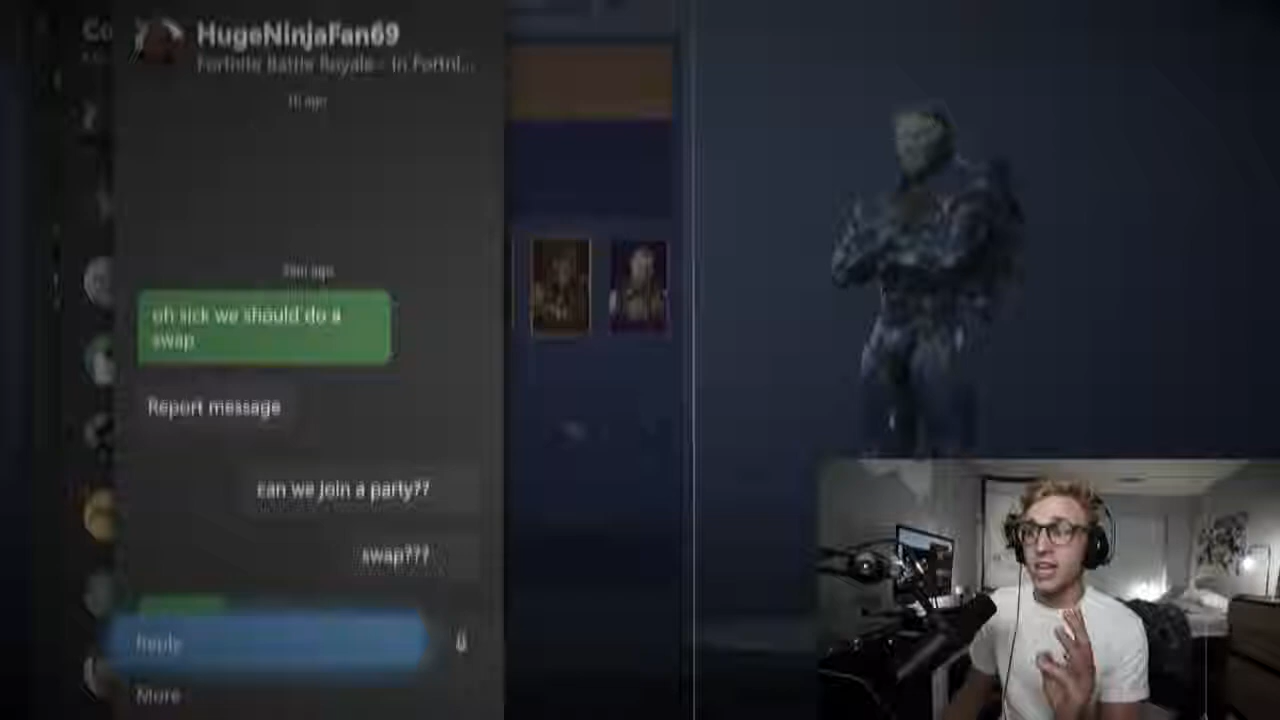 Co
HugeNinjaFan69
Fortnite Battle Royale - In Fortni...
oh sick we should do a
swap
Report message
can we join a party??
swap???
Reply
More